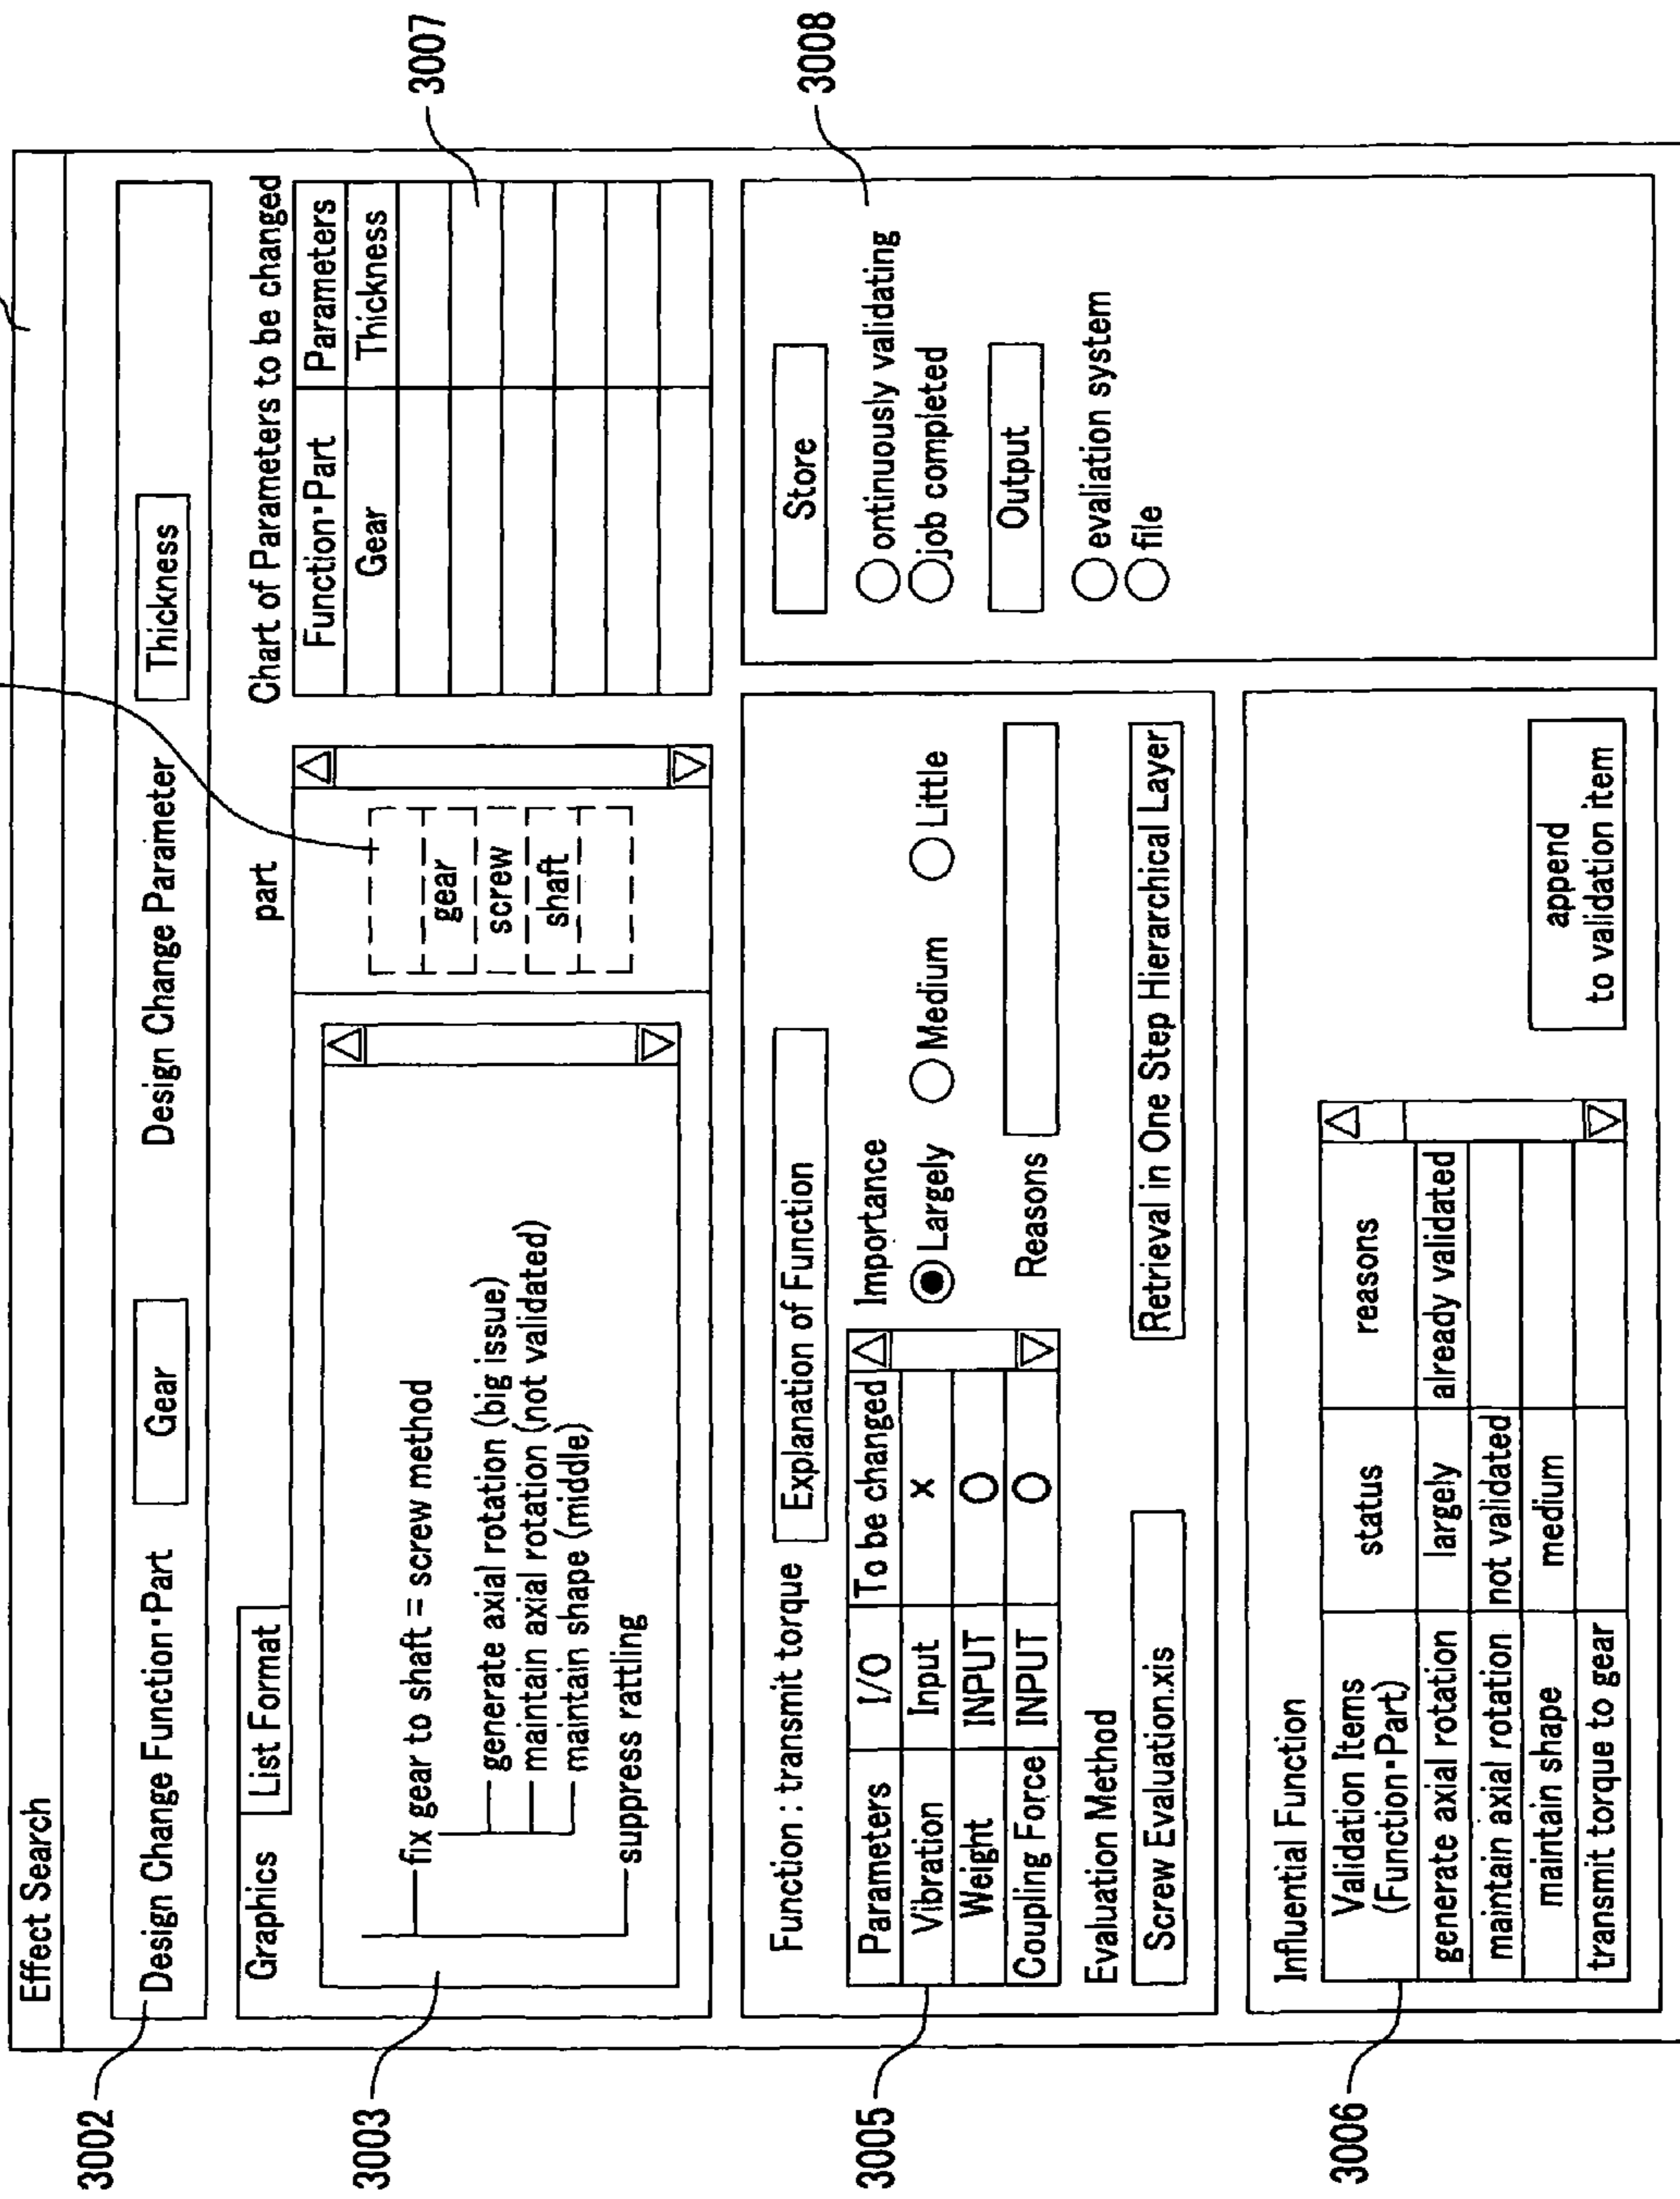 Effect Search
3002
Design Change Function·Part
Gear
Design Change Parameter
Thickness
Graphics
List Format
part
Chart of Parameters to be changed
3003
fix gear to shaft = screw method
generate axial rotation (big issue)
maintain axial rotation (not validated)
maintain shape (middle)
suppress rattling
gear
screw
shaft
Function·Part Parameters
Gear Thickness
3007
3005
Function : transmit torque
Explanation of Function
Parameters I/O To be changed
Vibration Input x
Weight INPUT O
Coupling Force INPUT O
Importance
Largely Medium Little
Reasons
Evaluation Method
Screw Evaluation.xis
Retrieval in One Step Hierarchical Layer
3008
Store
ontinuously validating
job completed
Output
evaliation system
file
3006
Influential Function
Validation Items
(Function·Part)
status reasons
generate axial rotation largely already validated
maintain axial rotation not validated
maintain shape medium
transmit torque to gear
append
to validation item